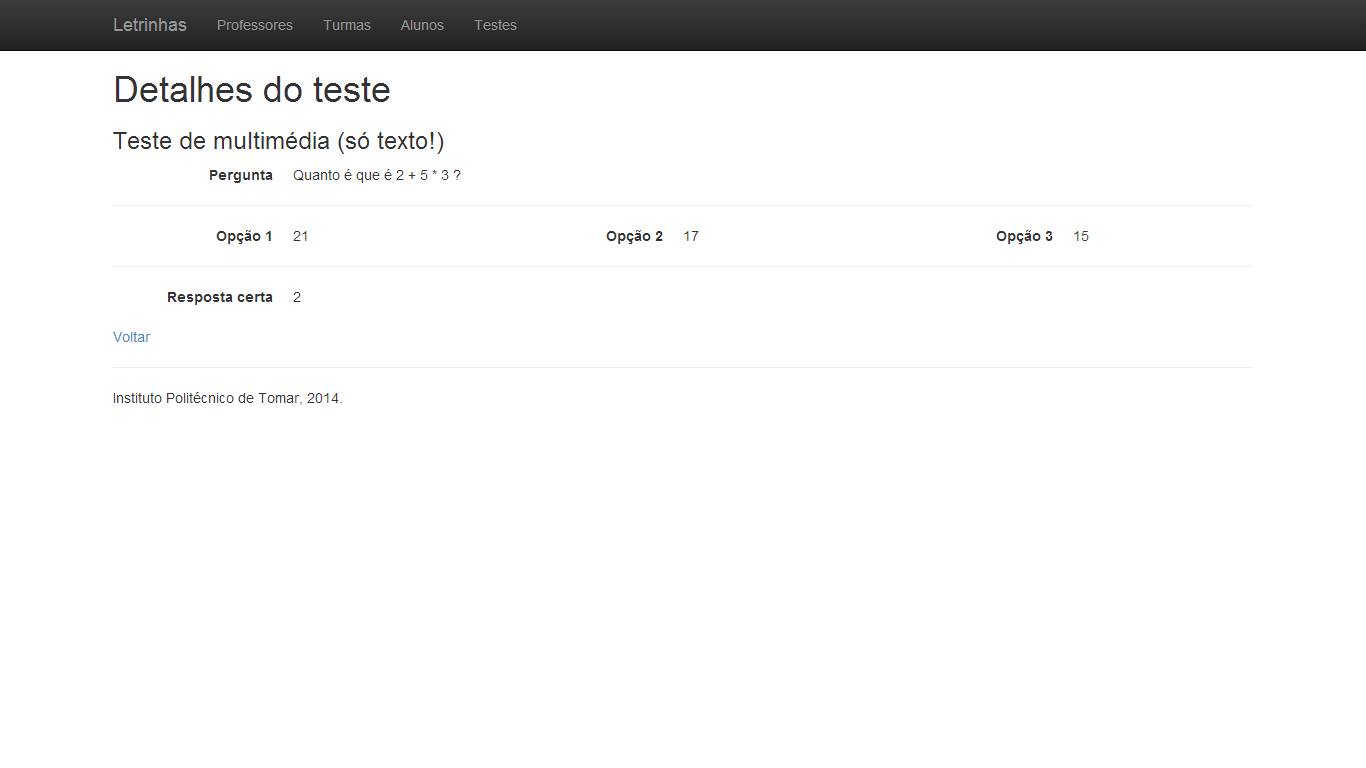 Letrinhas Professores Turmas Alunos Testes
Detalhes do teste
Teste de multimédia (só texto!)
Pergunta Quanto é que é 2 + 5 * 3 ?
Opção 1 21 Opção 2 17 Opção 3 15
Resposta certa 2
Voltar
Instituto Politécnico de Tomar, 2014.